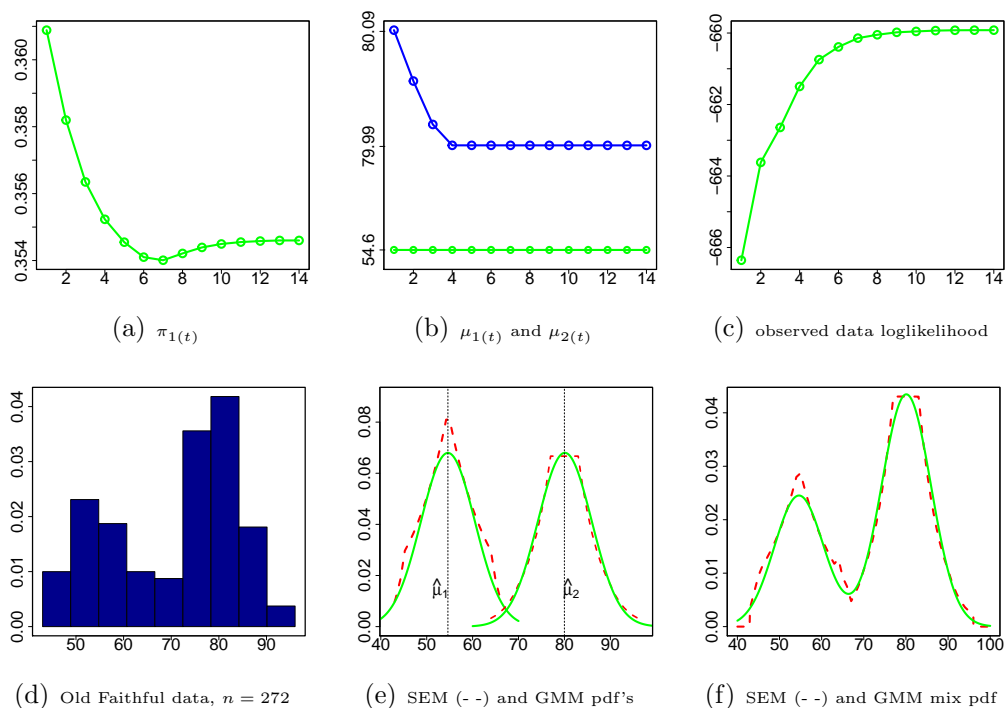 0.354 0.356 0.358 0.360
2 4 6 8 10 12 14
(a) π1(t)
54.6 79.99 80.09
2 4 6 8 10 12 14
(b) μ1(t) and μ2(t)
-666 -664 -662 -660
2 4 6 8 10 12 14
(c) observed data loglikelihood
0.00 0.01 0.02 0.03 0.04
50 60 70 80 90
(d) Old Faithful data, n = 272
0.00 0.02 0.04 0.06 0.08
μ̂1 μ̂2
40 50 60 70 80 90
(e) SEM (- -) and GMM pdf's
0.00 0.01 0.02 0.03 0.04
40 50 60 70 80 90 100
(f) SEM (- -) and GMM mix pdf